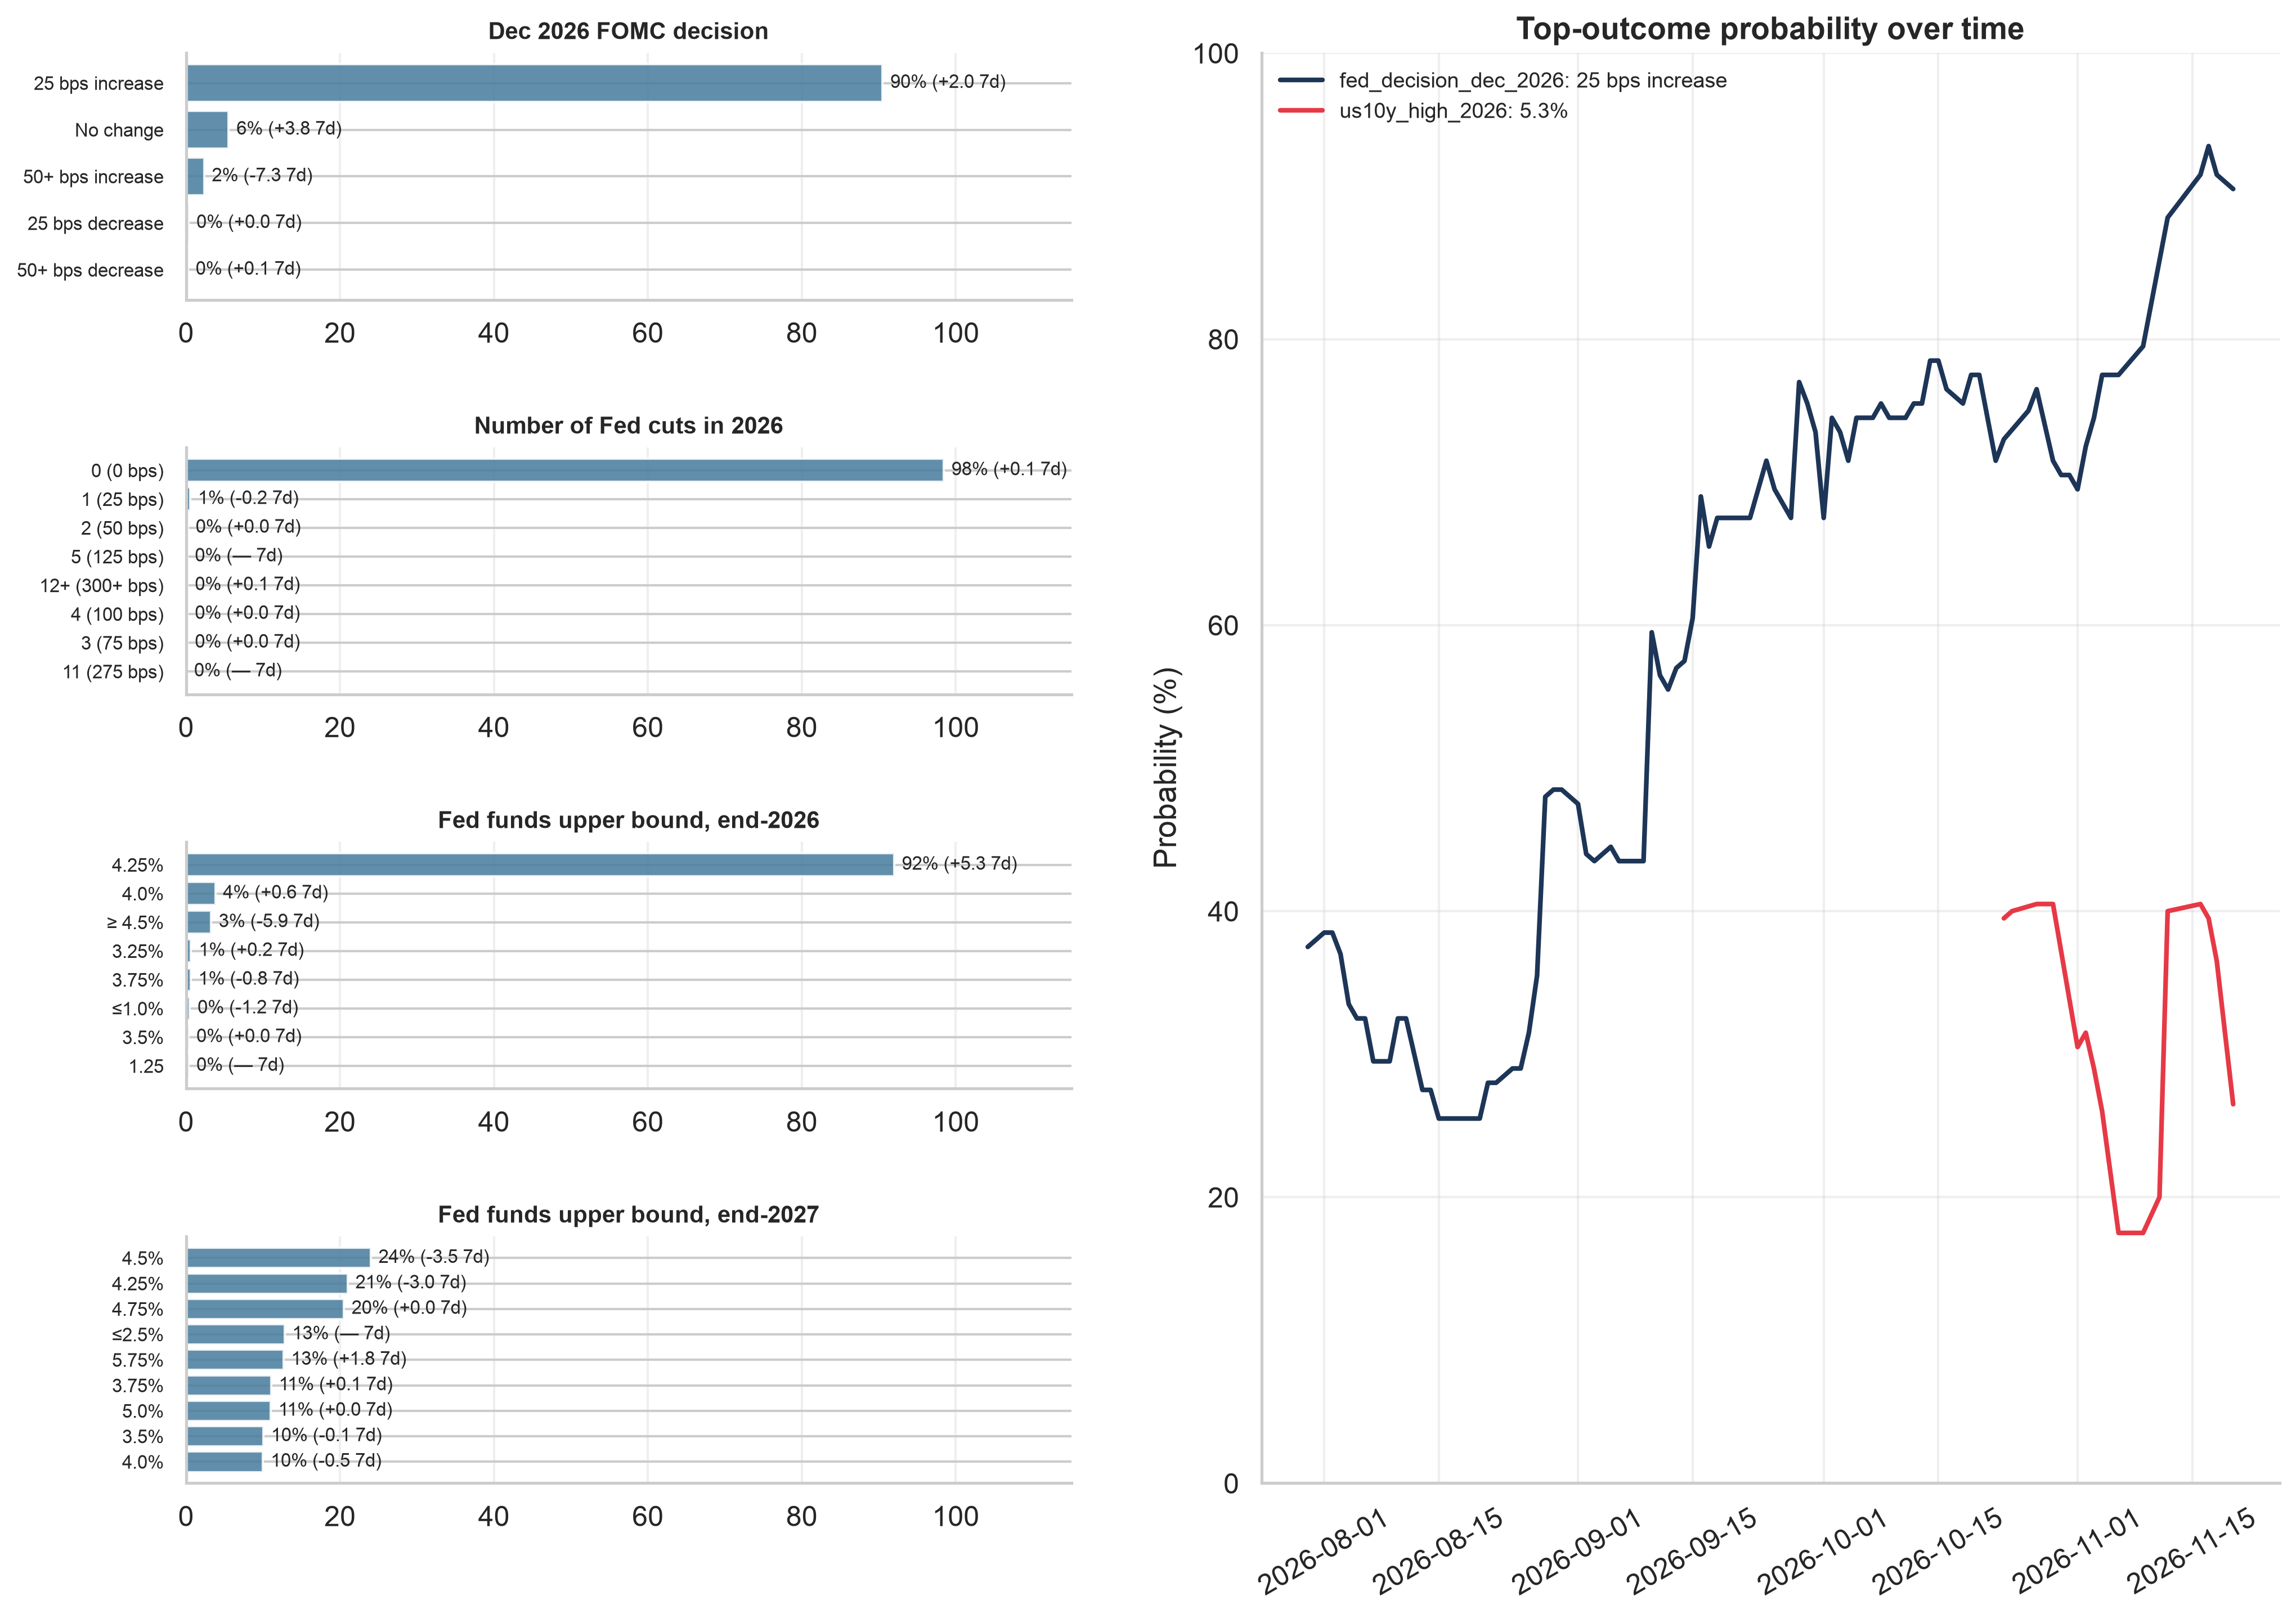 Dec 2026 FOMC decision
25 bps increase 90% (+2.0 7d)
No change 6% (+3.8 7d)
50+ bps increase 2% (-7.3 7d)
25 bps decrease 0% (+0.0 7d)
50+ bps decrease 0% (+0.1 7d)
0 20 40 60 80 100
Number of Fed cuts in 2026
0 (0 bps) 98% (+0.1 7d)
1 (25 bps) 1% (-0.2 7d)
2 (50 bps) 0% (+0.0 7d)
5 (125 bps) 0% (— 7d)
12+ (300+ bps) 0% (+0.1 7d)
4 (100 bps) 0% (+0.0 7d)
3 (75 bps) 0% (+0.0 7d)
11 (275 bps) 0% (— 7d)
0 20 40 60 80 100
Fed funds upper bound, end-2026
4.25% 92% (+5.3 7d)
4.0% 4% (+0.6 7d)
≥ 4.5% 3% (-5.9 7d)
3.25% 1% (+0.2 7d)
3.75% 1% (-0.8 7d)
≤1.0% 0% (-1.2 7d)
3.5% 0% (+0.0 7d)
1.25 0% (— 7d)
0 20 40 60 80 100
Fed funds upper bound, end-2027
4.5% 24% (-3.5 7d)
4.25% 21% (-3.0 7d)
4.75% 20% (+0.0 7d)
≤2.5% 13% (— 7d)
5.75% 13% (+1.8 7d)
3.75% 11% (+0.1 7d)
5.0% 11% (+0.0 7d)
3.5% 10% (-0.1 7d)
4.0% 10% (-0.5 7d)
0 20 40 60 80 100
Top-outcome probability over time
fed_decision_dec_2026: 25 bps increase
us10y_high_2026: 5.3%
Probability (%)
100
80
60
40
20
0
2026-08-01 2026-08-15 2026-09-01 2026-09-15 2026-10-01 2026-10-15 2026-11-01 2026-11-15